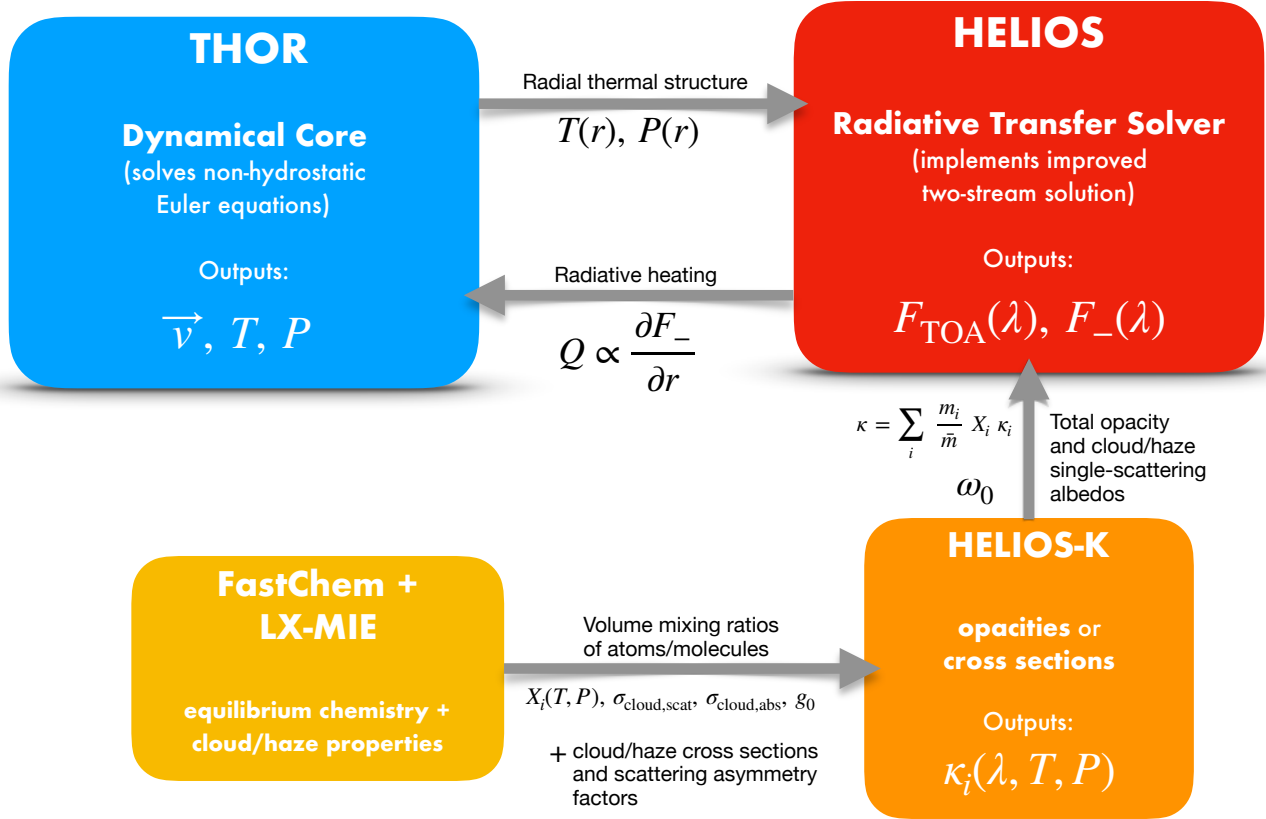 THOR
Dynamical Core
(solves non-hydrostatic
Euler equations)
Outputs:
v⃗, T, P
Radial thermal structure
T(r), P(r)
Radiative heating
Q ∝ ∂F₋/∂r
HELIOS
Radiative Transfer Solver
(implements improved
two-stream solution)
Outputs:
F_TOA(λ), F₋(λ)
κ = ∑_i m_i/m̄ X_i κ_i
ω₀
Total opacity
and cloud/haze
single-scattering
albedos
FastChem +
LX-MIE
equilibrium chemistry +
cloud/haze properties
Volume mixing ratios
of atoms/molecules
X_i(T, P), σ_cloud,scat, σ_cloud,abs, g₀
+ cloud/haze cross sections
and scattering asymmetry
factors
HELIOS-K
opacities or
cross sections
Outputs:
κ_i(λ, T, P)